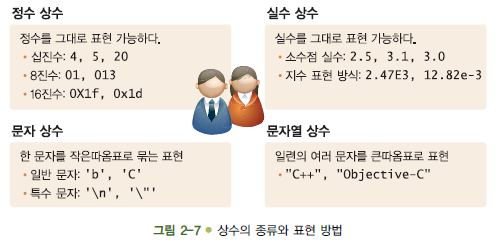 정수 상수
정수를 그대로 표현 가능하다.
• 십진수: 4, 5, 20
• 8진수: 01, 013
• 16진수: 0X1f, 0x1d
실수 상수
실수를 그대로 표현 가능하다.
• 소수점 실수: 2.5, 3.1, 3.0
• 지수 표현 방식: 2.47E3, 12.82e-3
문자 상수
한 문자를 작은따옴표로 묶는 표현
• 일반 문자: 'b', 'C'
• 특수 문자: '\n', '\"'
문자열 상수
일련의 여러 문자를 큰따옴표로 표현
• "C++", "Objective-C"
그림 2-7 ● 상수의 종류와 표현 방법